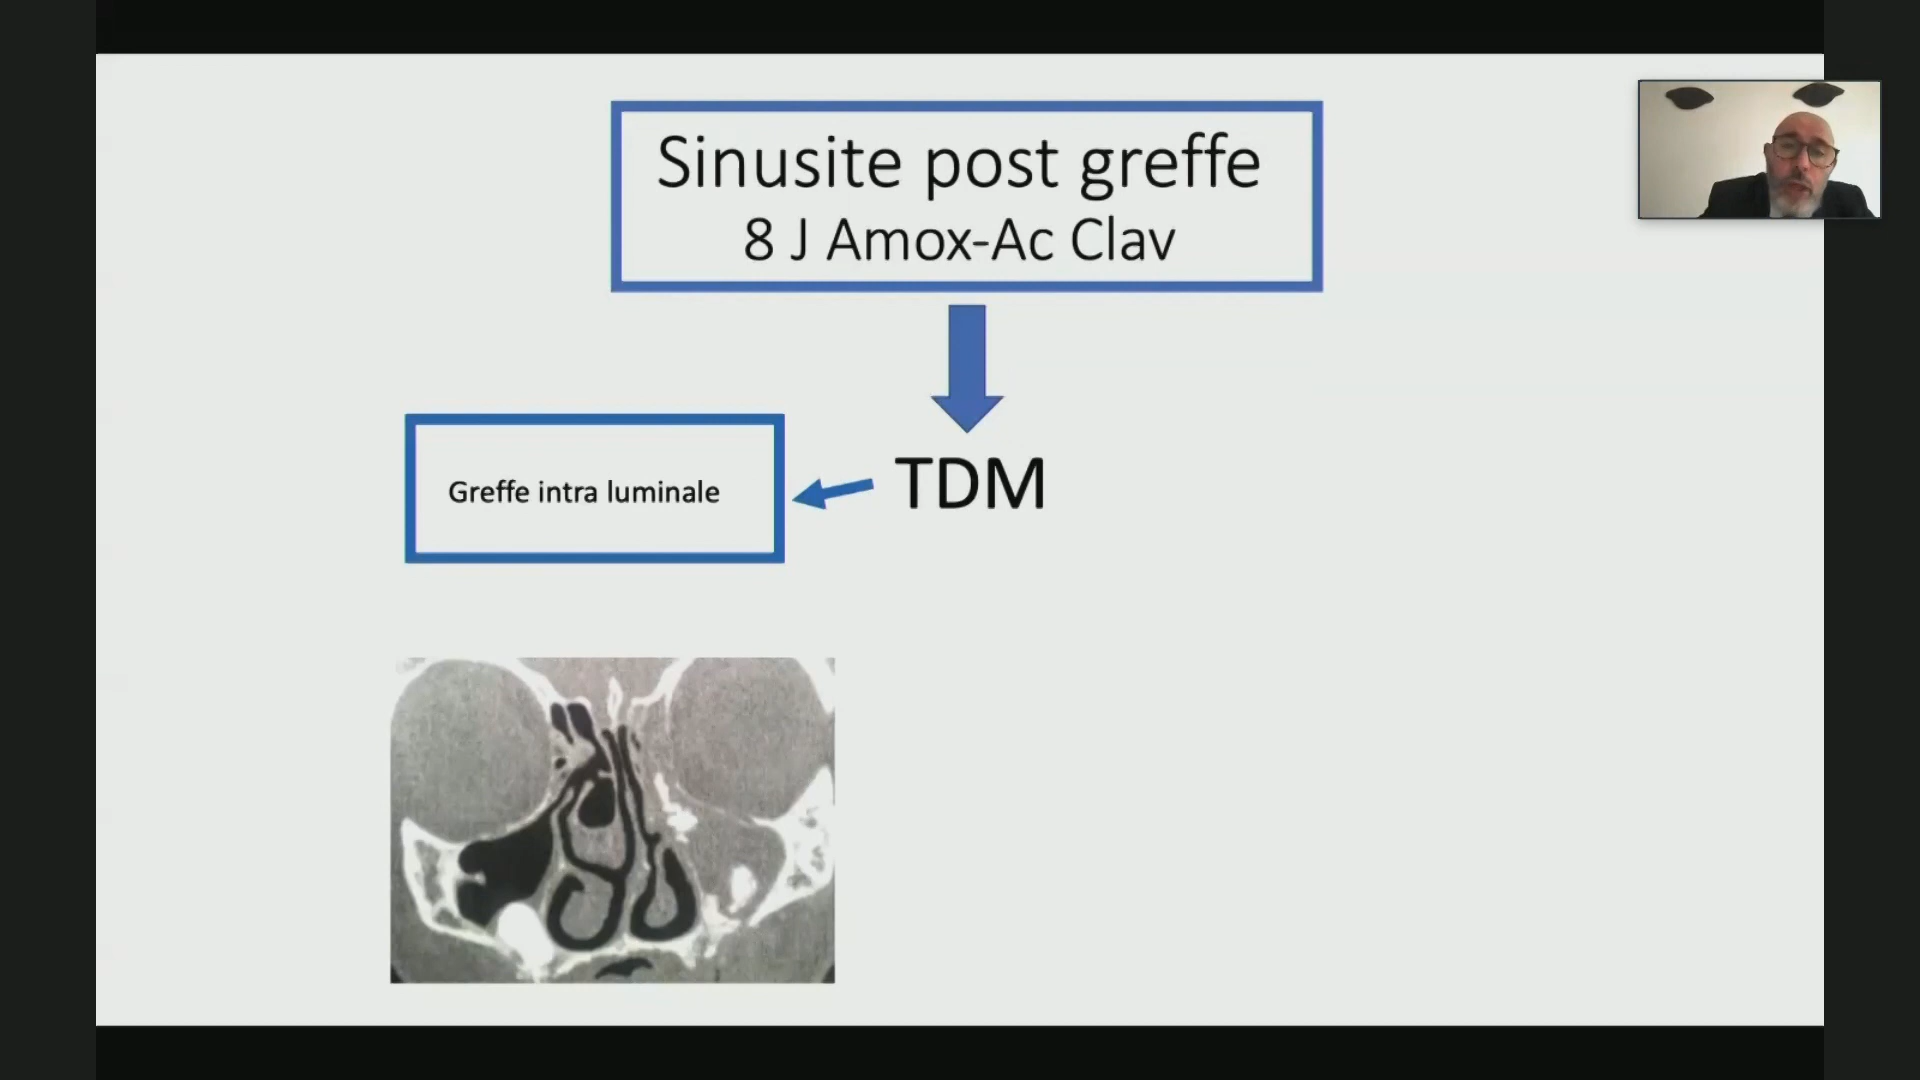 Sinusite post greffe
8 J Amox-Ac Clav
TDM
Greffe intra luminale